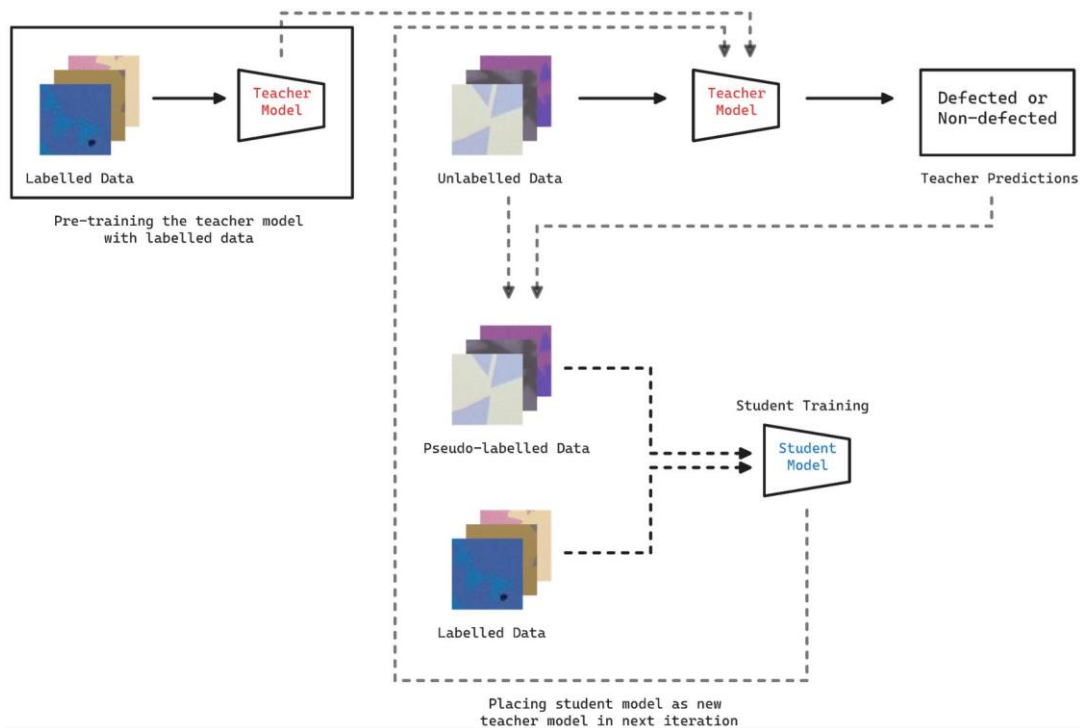 Teacher
Model
Labelled Data
Pre-training the teacher model
with labelled data
Unlabelled Data
Teacher
Model
Defected or
Non-defected
Teacher Predictions
Pseudo-labelled Data
Student Training
Student
Model
Labelled Data
Placing student model as new
teacher model in next iteration